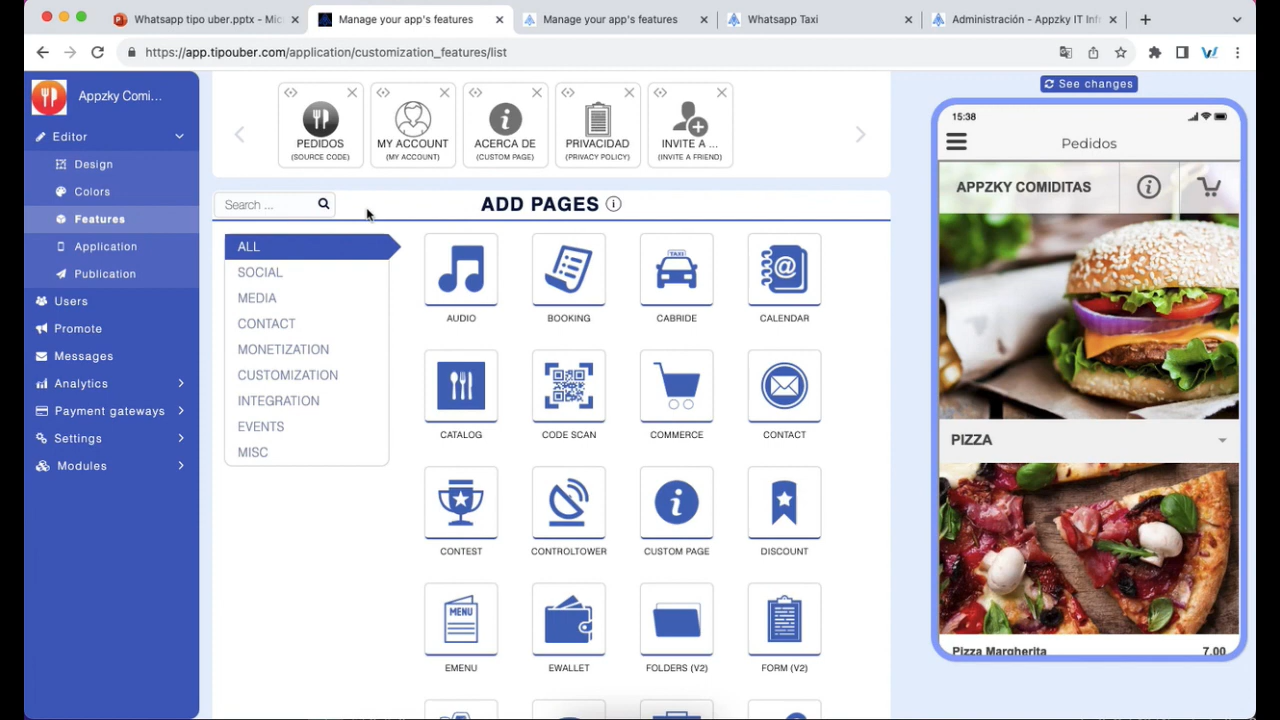 Whatsapp tipo uber.pptx - Mic
Manage your app's features
Manage your app's features
Whatsapp Taxi
Administración - Appzky IT Inf
https://app.tipouber.com/application/customization_features/list
Appzky Comi...
Editor
Design
Colors
Features
Application
Publication
Users
Promote
Messages
Analytics
Payment gateways
Settings
Modules
PEDIDOS
(SOURCE CODE)
MY ACCOUNT
(MY ACCOUNT)
ACERCA DE
(CUSTOM PAGE)
PRIVACIDAD
(PRIVACY POLICY)
INVITE A ...
(INVITE A FRIEND)
Search ...
ADD PAGES
ALL
SOCIAL
MEDIA
CONTACT
MONETIZATION
CUSTOMIZATION
INTEGRATION
EVENTS
MISC
AUDIO
BOOKING
TAXI
CABRIDE
CALENDAR
CATALOG
CODE SCAN
COMMERCE
CONTACT
CONTEST
CONTROLTOWER
CUSTOM PAGE
DISCOUNT
MENU
EMENU
EWALLET
FOLDERS (V2)
FORM (V2)
See changes
15:38
Pedidos
APPZKY COMIDITAS
PIZZA
Pizza Margherita 7.00